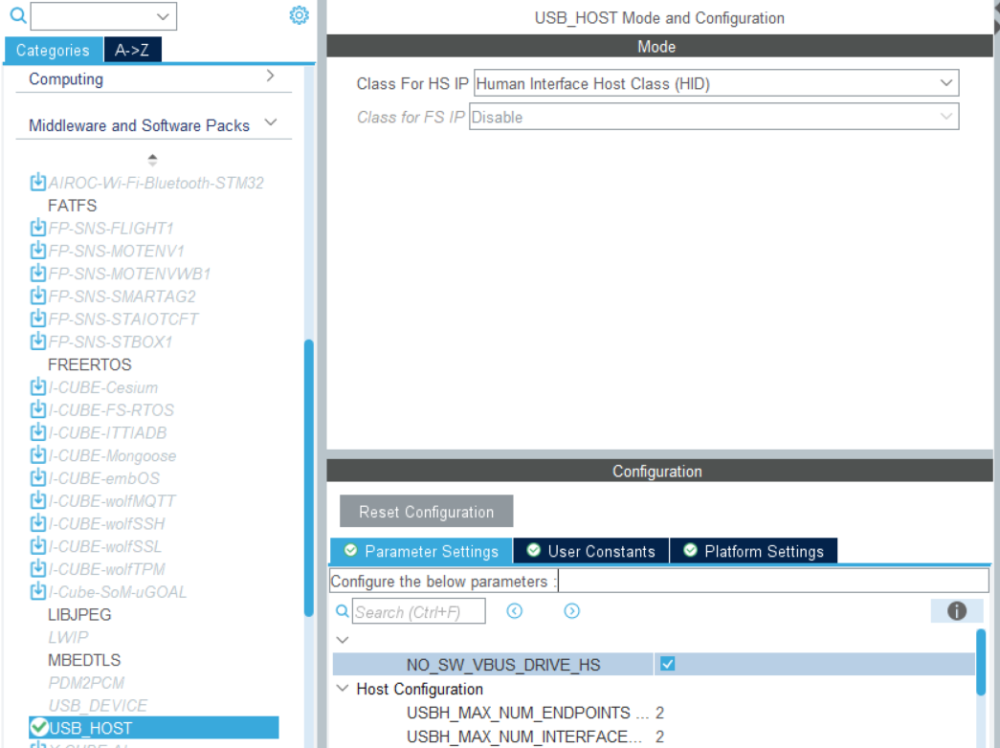 Categories
A->Z
Computing
Middleware and Software Packs
AIROC-Wi-Fi-Bluetooth-STM32
FATFS
FP-SNS-FLIGHT1
FP-SNS-MOTENV1
FP-SNS-MOTENVWB1
FP-SNS-SMARTAG2
FP-SNS-STAIOTCFT
FP-SNS-STBOX1
FREERTOS
I-CUBE-Cesium
I-CUBE-FS-RTOS
I-CUBE-ITTIADB
I-CUBE-Mongoose
I-CUBE-embOS
I-CUBE-wolfMQTT
I-CUBE-wolfSSH
I-CUBE-wolfSSL
I-CUBE-wolfTPM
I-Cube-SoM-uGOAL
LIBJPEG
LWIP
MBEDTLS
PDM2PCM
USB_DEVICE
USB_HOST
USB_HOST Mode and Configuration
Mode
Class For HS IP Human Interface Host Class (HID)
Class for FS IP Disable
Configuration
Reset Configuration
Parameter Settings
User Constants
Platform Settings
Configure the below parameters :
Search (Ctrl+F)
NO_SW_VBUS_DRIVE_HS
Host Configuration
USBH_MAX_NUM_ENDPOINTS ... 2
USBH_MAX_NUM_INTERFACE... 2